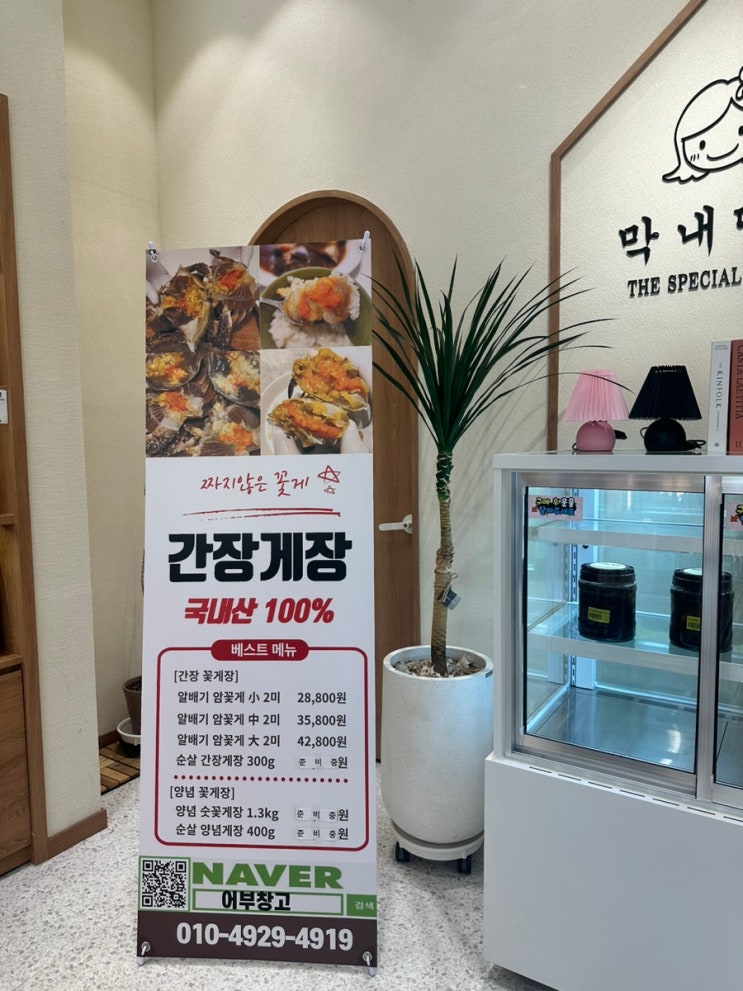 짜지않은 꽃게
간장게장
국내산 100%
베스트 메뉴
[간장 꽃게장]
알배기 암꽃게 小 2미 28,800원
알배기 암꽃게 中 2미 35,800원
알배기 암꽃게 大 2미 42,800원
순살 간장게장 300g 준비중원
[양념 꽃게장]
양념 숫꽃게장 1.3kg 준비중원
순살 양념게장 400g 준비중원
NAVER
어부창고
검색
010-4929-4919
막내
THE SPECIAL
THE KINFOLK